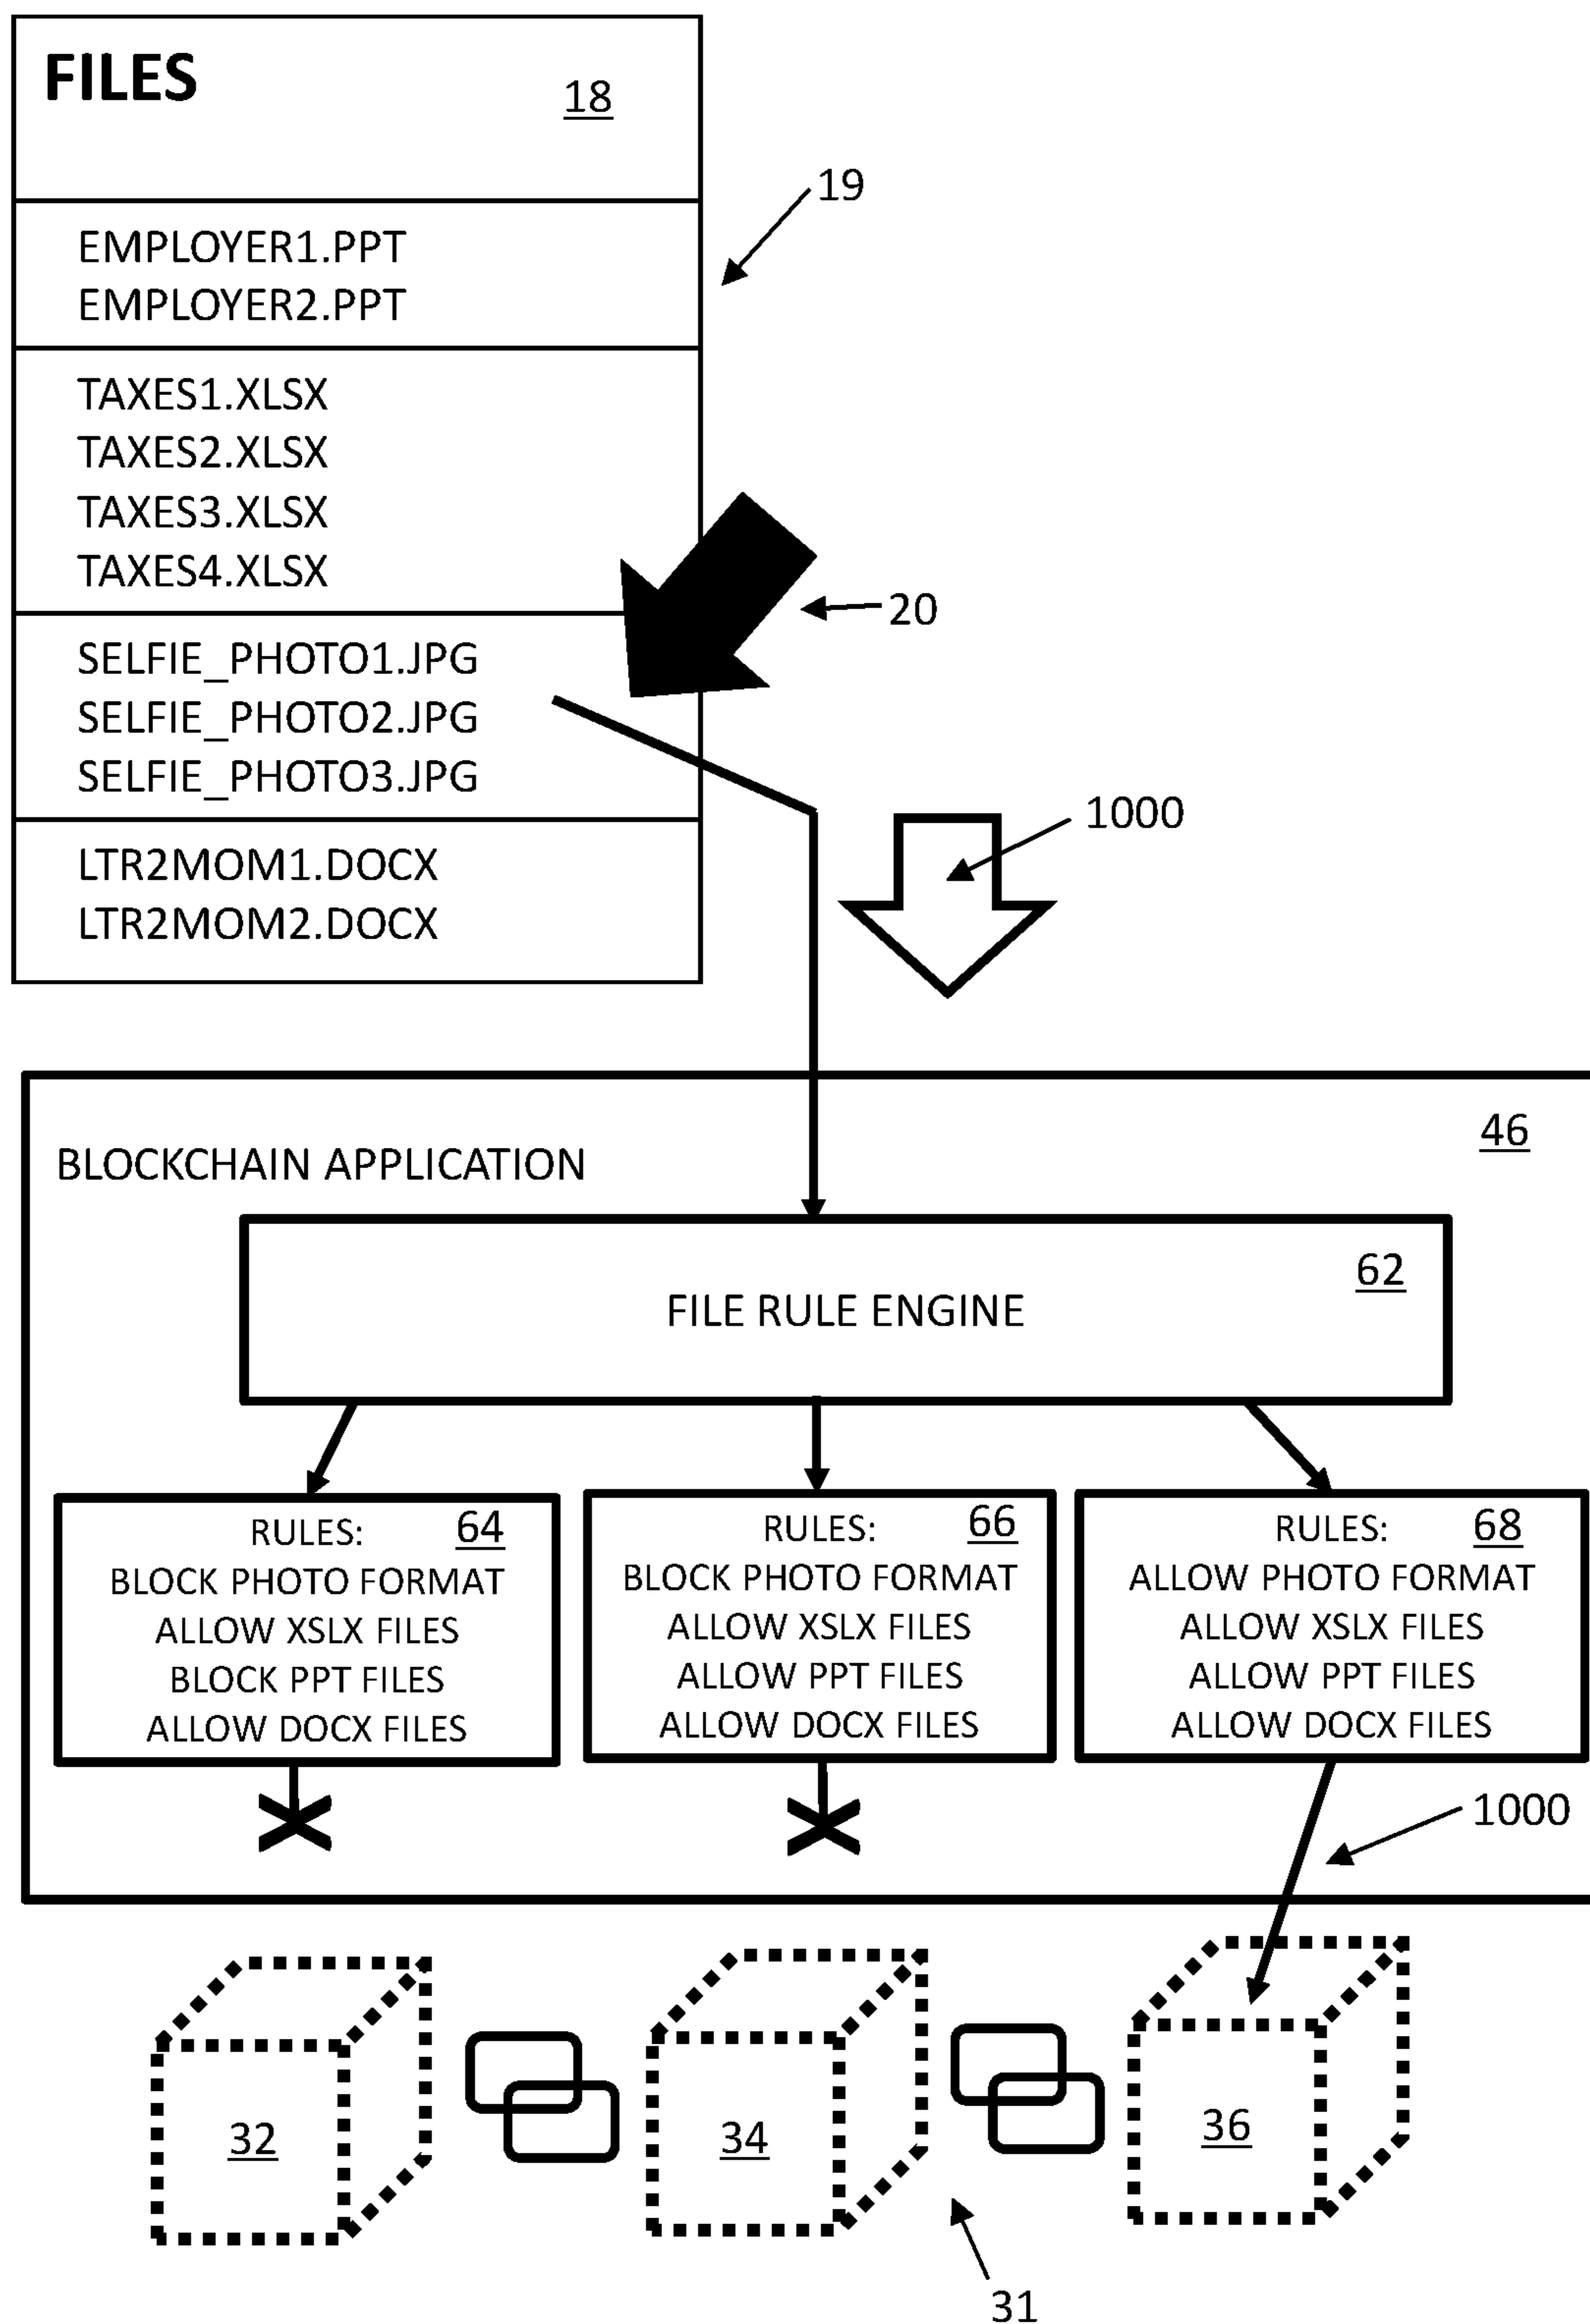 FILES
18
19
EMPLOYER1.PPT
EMPLOYER2.PPT
TAXES1.XLSX
TAXES2.XLSX
TAXES3.XLSX
TAXES4.XLSX
20
SELFIE_PHOTO1.JPG
SELFIE_PHOTO2.JPG
SELFIE_PHOTO3.JPG
1000
LTR2MOM1.DOCX
LTR2MOM2.DOCX
46
BLOCKCHAIN APPLICATION
62
FILE RULE ENGINE
RULES: 64
BLOCK PHOTO FORMAT
ALLOW XSLX FILES
BLOCK PPT FILES
ALLOW DOCX FILES
RULES: 66
BLOCK PHOTO FORMAT
ALLOW XSLX FILES
ALLOW PPT FILES
ALLOW DOCX FILES
RULES: 68
ALLOW PHOTO FORMAT
ALLOW XSLX FILES
ALLOW PPT FILES
ALLOW DOCX FILES
1000
32
34
36
31